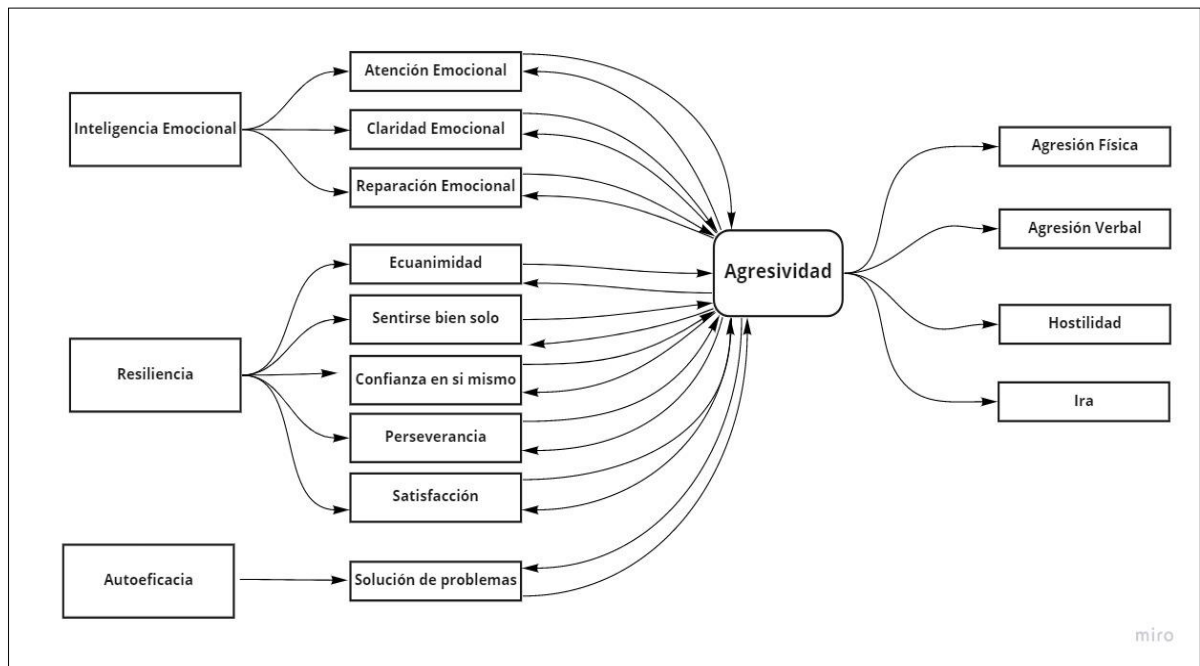 Inteligencia Emocional
Atención Emocional
Claridad Emocional
Reparación Emocional
Resiliencia
Ecuanimidad
Sentirse bien solo
Confianza en si mismo
Perseverancia
Satisfacción
Autoeficacia
Solución de problemas
Agresividad
Agresión Física
Agresión Verbal
Hostilidad
Ira
miro